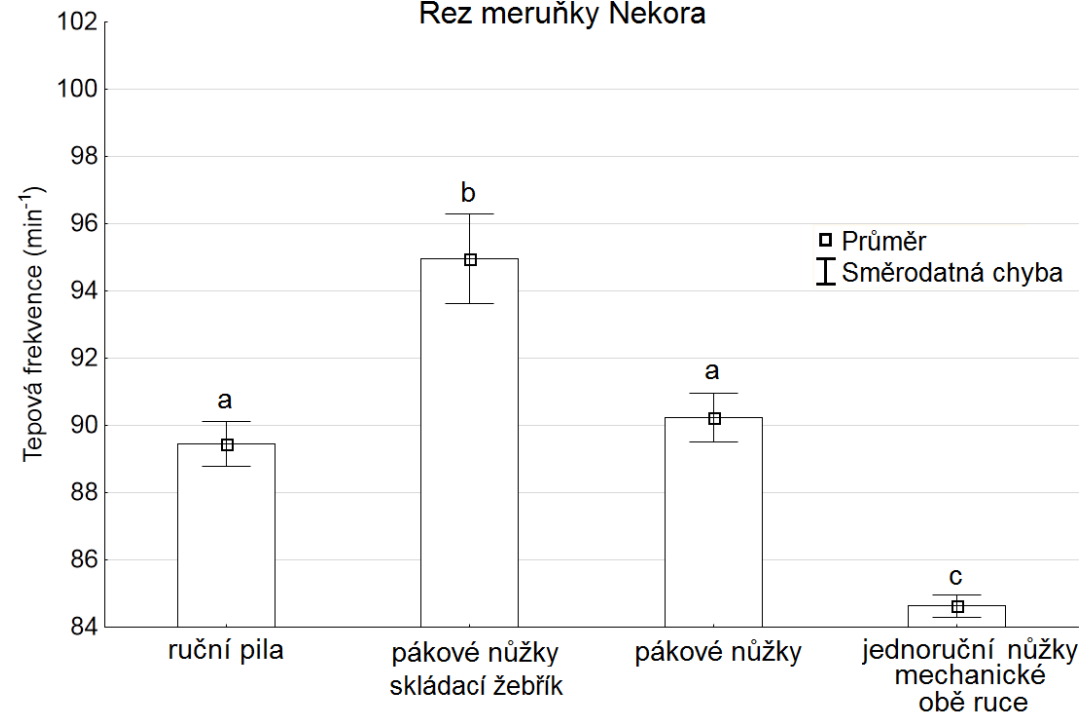 Rez meruňky Nekora
Tepová frekvence (min-1)
102
100
98
96
94
92
90
88
86
84
a
b
a
c
Průměr
Směrodatná chyba
ruční pila
pákové nůžky
skládací žebřík
pákové nůžky
jednoruční nůžky
mechanické
obě ruce